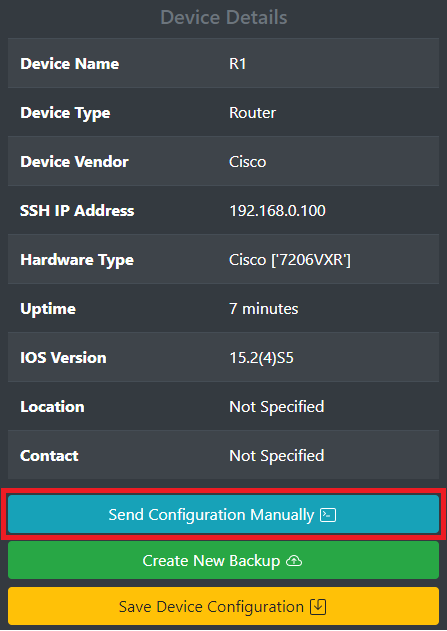 Device Details
Device Name R1
Device Type Router
Device Vendor Cisco
SSH IP Address 192.168.0.100
Hardware Type Cisco ['7206VXR']
Uptime 7 minutes
IOS Version 15.2(4)S5
Location Not Specified
Contact Not Specified
Send Configuration Manually
Create New Backup
Save Device Configuration